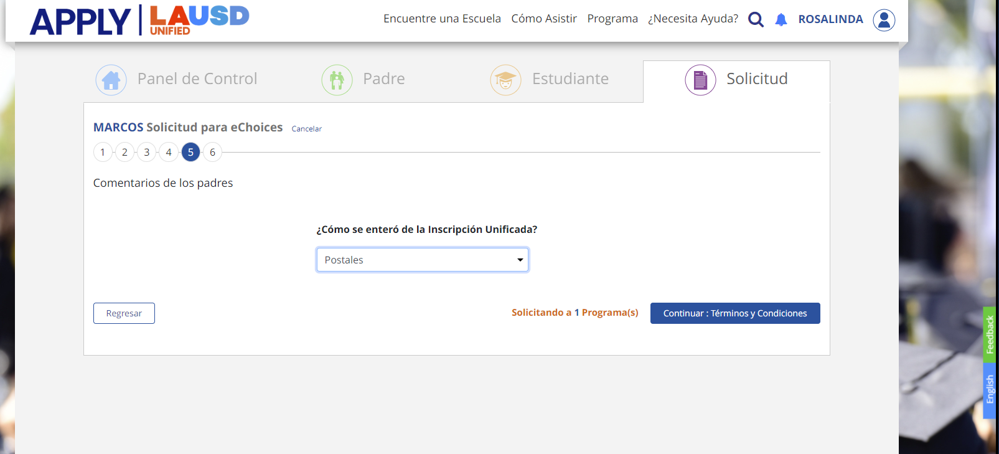 APPLY LAUSD UNIFIED
Encuentre una Escuela Cómo Asistir Programa ¿Necesita Ayuda? ROSALINDA
Panel de Control Padre Estudiante Solicitud
MARCOS Solicitud para eChoices Cancelar
1 2 3 4 5 6
Comentarios de los padres
¿Cómo se enteró de la Inscripción Unificada?
Postales
Regresar Solicitando a 1 Programa(s) Continuar : Términos y Condiciones
Feedback
English